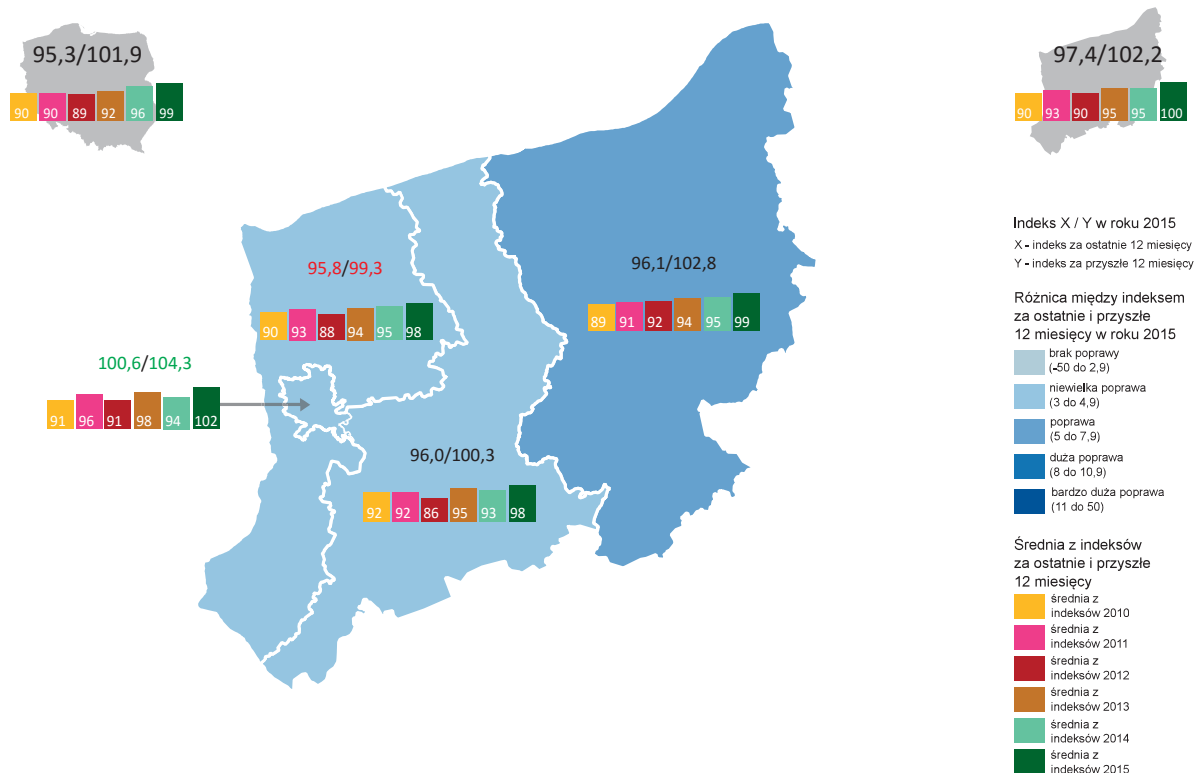 95,3/101,9
90 90 89 92 96 99
97,4/102,2
90 93 90 95 95 100
95,8/99,3
90 93 88 94 95 98
96,1/102,8
89 91 92 94 95 99
100,6/104,3
91 96 91 98 94 102
96,0/100,3
92 92 86 95 93 98
Indeks X / Y w roku 2015
X - indeks za ostatnie 12 miesięcy
Y - indeks za przyszłe 12 miesięcy
Różnica między indeksem
za ostatnie i przyszłe
12 miesięcy w roku 2015
brak poprawy
(-50 do 2,9)
niewielka poprawa
(3 do 4,9)
poprawa
(5 do 7,9)
duża poprawa
(8 do 10,9)
bardzo duża poprawa
(11 do 50)
Średnia z indeksów
za ostatnie i przyszłe
12 miesięcy
średnia z
indeksów 2010
średnia z
indeksów 2011
średnia z
indeksów 2012
średnia z
indeksów 2013
średnia z
indeksów 2014
średnia z
indeksów 2015